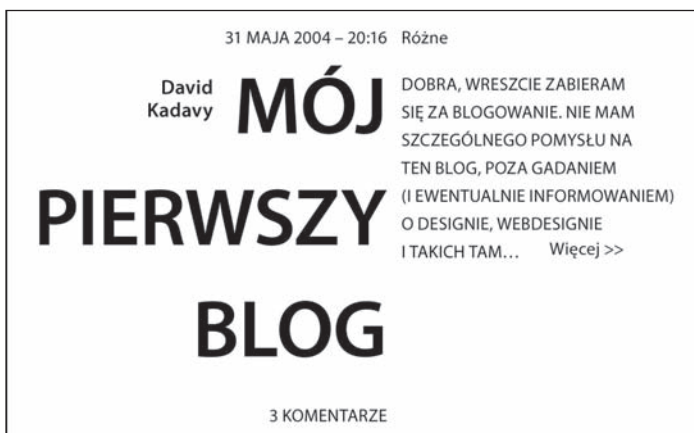 31 MAJA 2004 – 20:16 Różne
David
Kadavy
MÓJ
PIERWSZY
BLOG
DOBRA, WRESZCIE ZABIERAM
SIĘ ZA BLOGOWANIE. NIE MAM
SZCZEGÓLNEGO POMYSŁU NA
TEN BLOG, POZA GADANIEM
(I EWENTUALNIE INFORMOWANIEM)
O DESIGNIE, WEBDESIGNIE
I TAKICH TAM... Więcej >>
3 KOMENTARZE